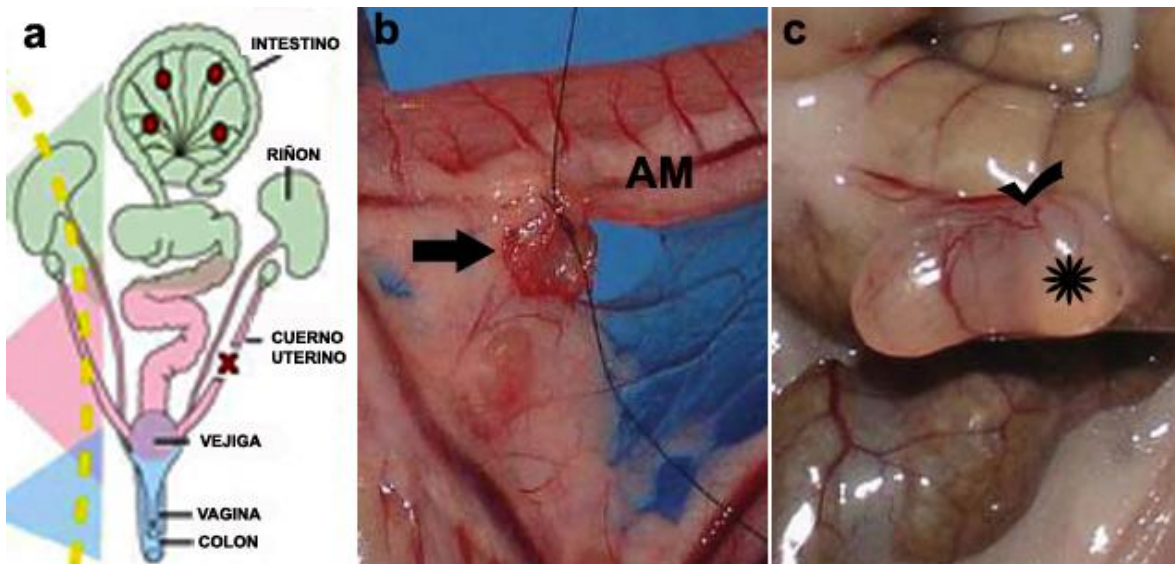 a
INTESTINO
RIÑON
CUERNO
UTERINO
VEJIGA
VAGINA
COLON
b
AM
c